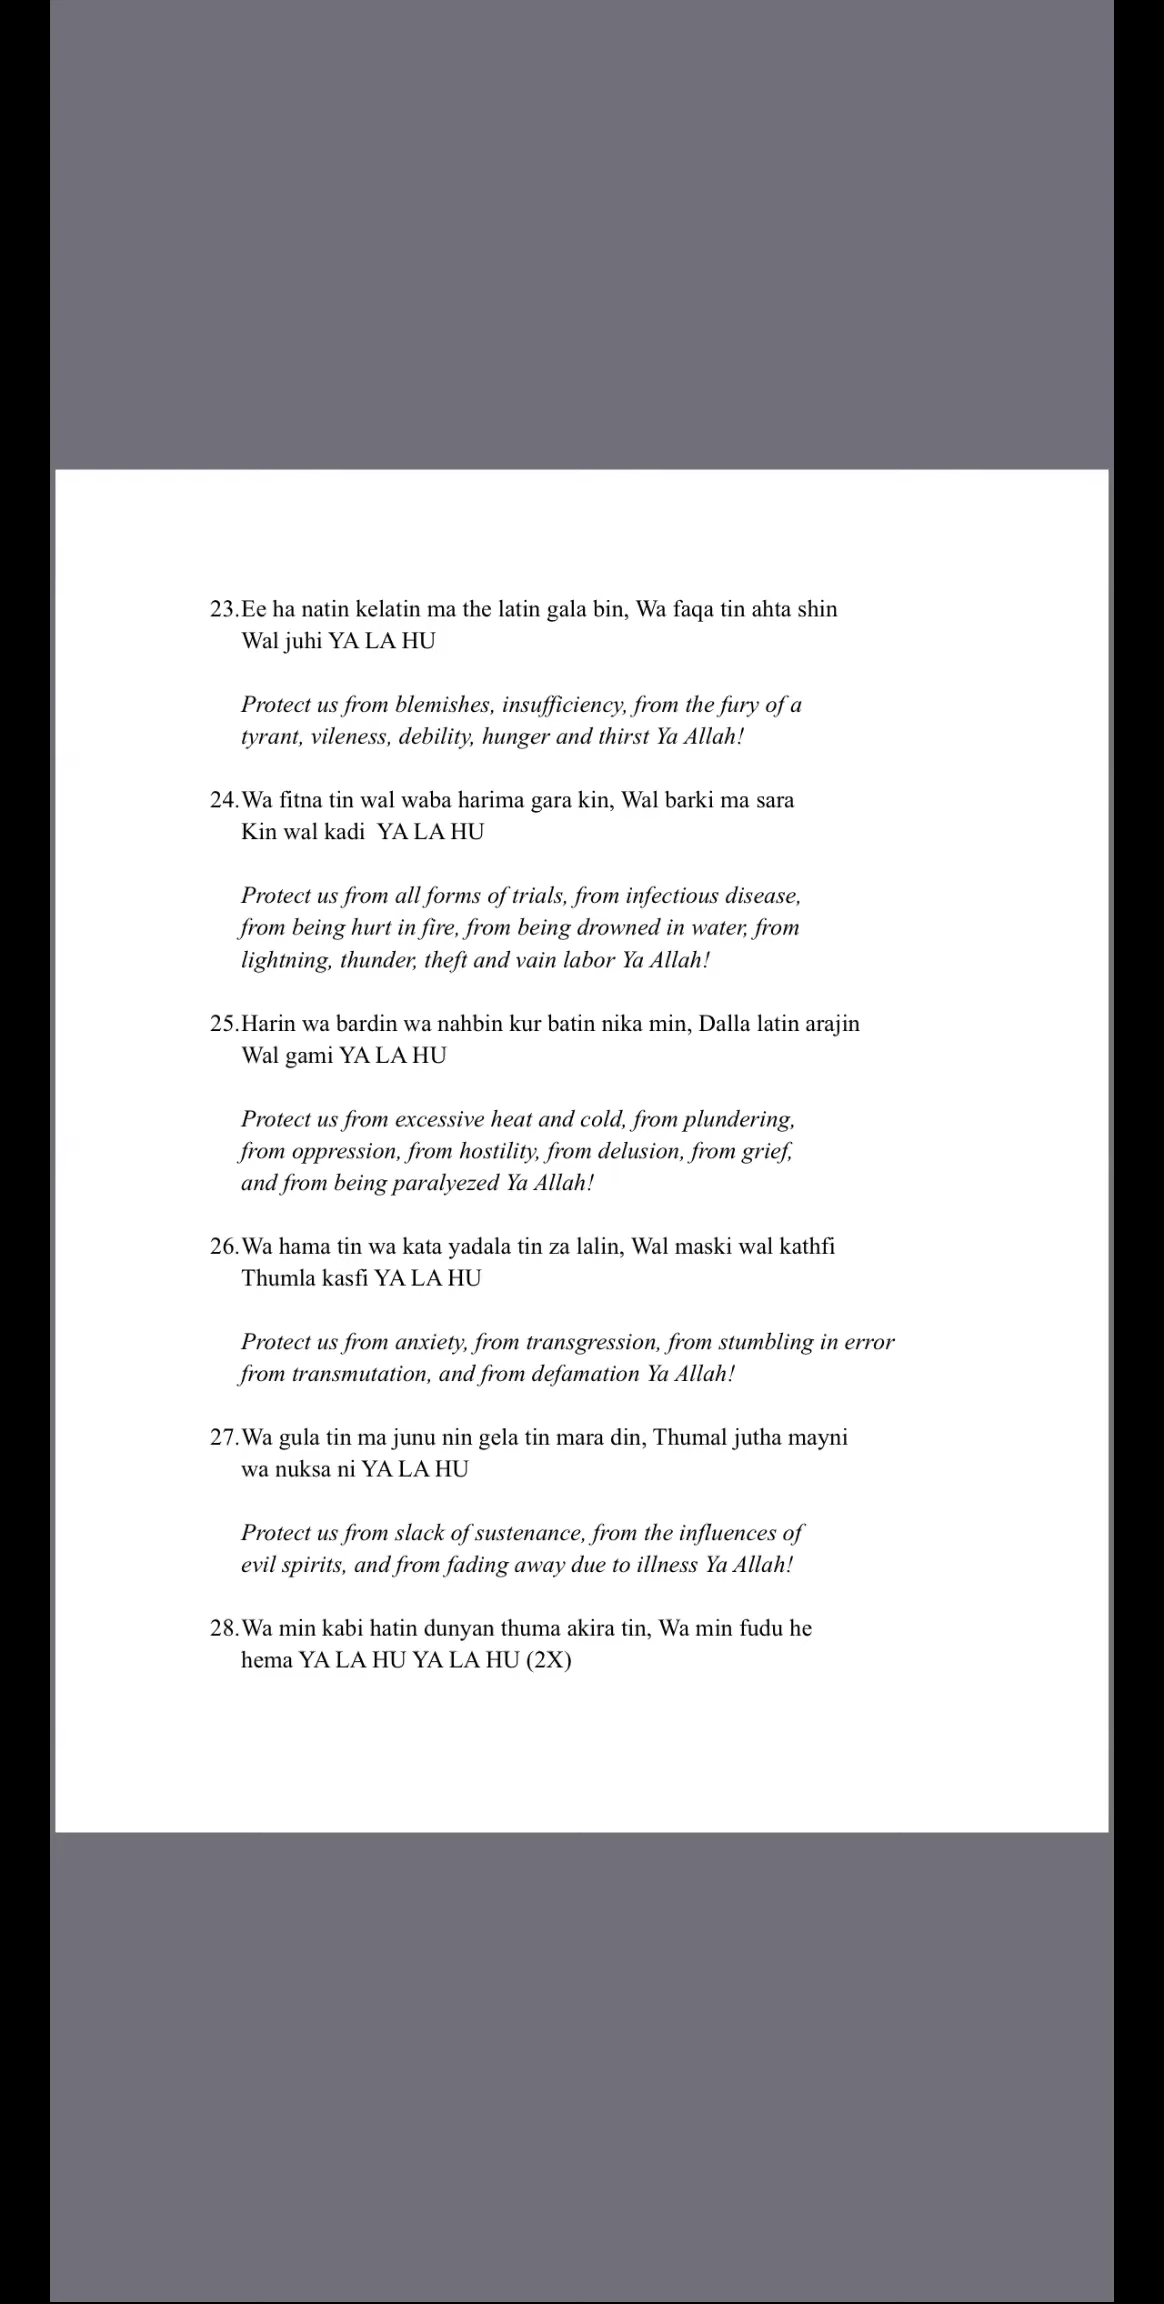 23.Ee ha natin kelatin ma the latin gala bin, Wa faqa tin ahta shin
Wal juhi YA LA HU
Protect us from blemishes, insufficiency, from the fury of a
tyrant, vileness, debility, hunger and thirst Ya Allah!
24.Wa fitna tin wal waba harima gara kin, Wal barki ma sara
Kin wal kadi  YA LA HU
Protect us from all forms of trials, from infectious disease,
from being hurt in fire, from being drowned in water, from
lightning, thunder, theft and vain labor Ya Allah!
25.Harin wa bardin wa nahbin kur batin nika min, Dalla latin arajin
Wal gami YA LA HU
Protect us from excessive heat and cold, from plundering,
from oppression, from hostility, from delusion, from grief,
and from being paralyezed Ya Allah!
26.Wa hama tin wa kata yadala tin za lalin, Wal maski wal kathfi
Thumla kasfi YA LA HU
Protect us from anxiety, from transgression, from stumbling in error
from transmutation, and from defamation Ya Allah!
27.Wa gula tin ma junu nin gela tin mara din, Thumal jutha mayni
wa nuksa ni YA LA HU
Protect us from slack of sustenance, from the influences of
evil spirits, and from fading away due to illness Ya Allah!
28.Wa min kabi hatin dunyan thuma akira tin, Wa min fudu he
hema YA LA HU YA LA HU (2X)